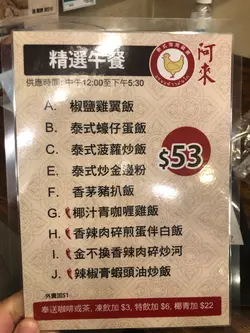 阿來
精選午餐
供應時間: 中午12:00至下午5:30
A. 椒鹽雞翼飯
B. 泰式蠔仔蛋飯
C. 泰式菠蘿炒飯
E. 泰式炒金邊粉
F. 香茅豬扒飯
G. 椰汁青咖喱雞飯
H. 香辣肉碎煎蛋伴白飯
I. 金不換香辣肉碎炒河
J. 辣椒膏蝦頭油炒飯
$53
外賣加$1
奉送咖啡或茶, 凍飲加 $3, 特飲加 $6, 椰青加 $22